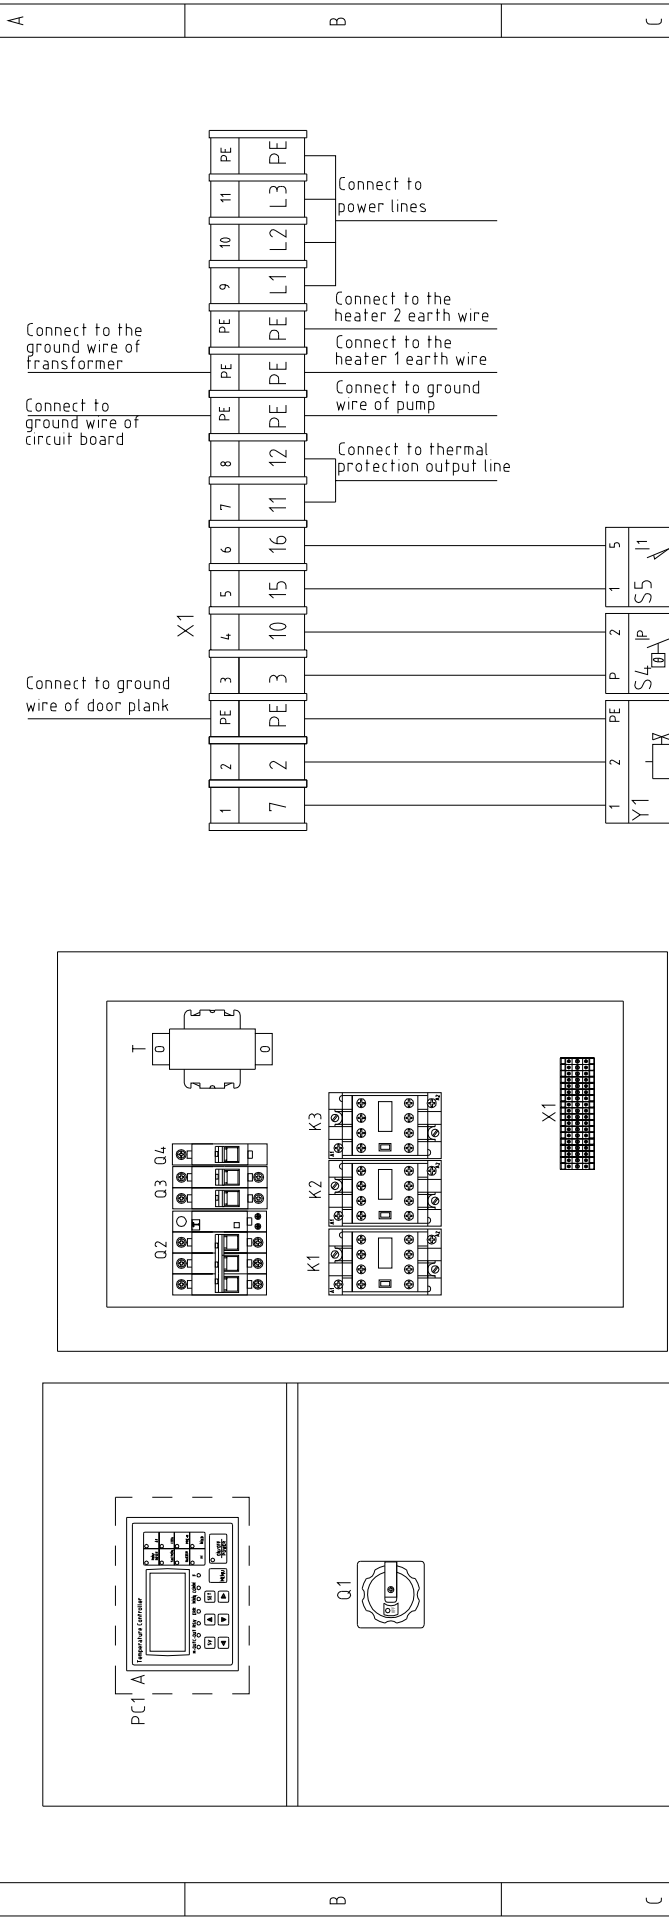 A
B
C
PE
PE
11
L3
10
L2
9
L1
PE
PE
PE
PE
PE
PE
8
12
7
11
6
16
5
15
4
10
3
3
PE
PE
2
2
1
7
X1
Connect to
power lines
Connect to the
heater 2 earth wire
Connect to the
heater 1 earth wire
Connect to ground
wire of pump
Connect to thermal
protection output line
Connect to the
ground wire of
fransformer
Connect to
ground wire of
circuit board
Connect to ground
wire of door plank
5
1
S5
2
P
S4
PE
2
1
Y1
T
Q4
Q3
Q2
K3
K2
K1
X1
Temperature Controller
PC1
A
Q1
B
C